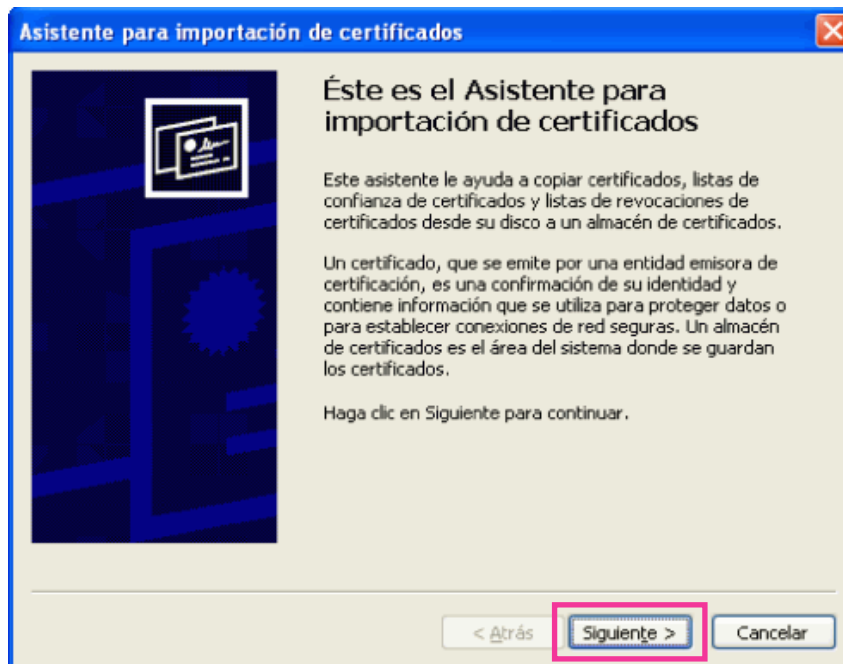 Asistente para importación de certificados
Éste es el Asistente para
importación de certificados
Este asistente le ayuda a copiar certificados, listas de
confianza de certificados y listas de revocaciones de
certificados desde su disco a un almacén de certificados.
Un certificado, que se emite por una entidad emisora de
certificación, es una confirmación de su identidad y
contiene información que se utiliza para proteger datos o
para establecer conexiones de red seguras. Un almacén
de certificados es el área del sistema donde se guardan
los certificados.
Haga clic en Siguiente para continuar.
< Atrás Siguiente > Cancelar